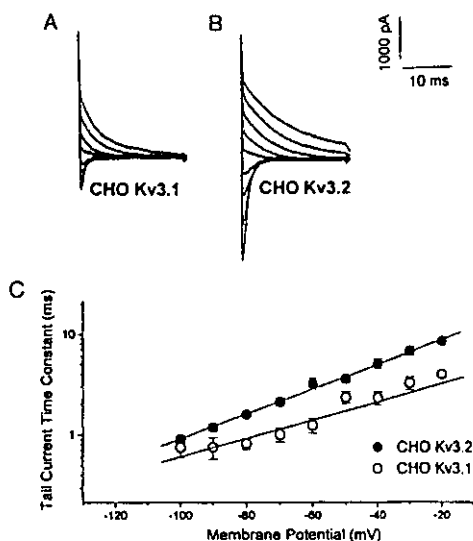 A
B
1000 pA
10 ms
CHO Kv3.1
CHO Kv3.2
C
Tail Current Time Constant (ms)
10
1
CHO Kv3.2
CHO Kv3.1
-120 -100 -80 -60 -40 -20
Membrane Potential (mV)